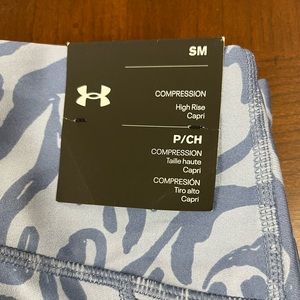 SM
COMPRESSION
High Rise
Capri
P/CH
COMPRESSION
Taille haute
Capri
COMPRESIÓN
Tiro alto
Capri